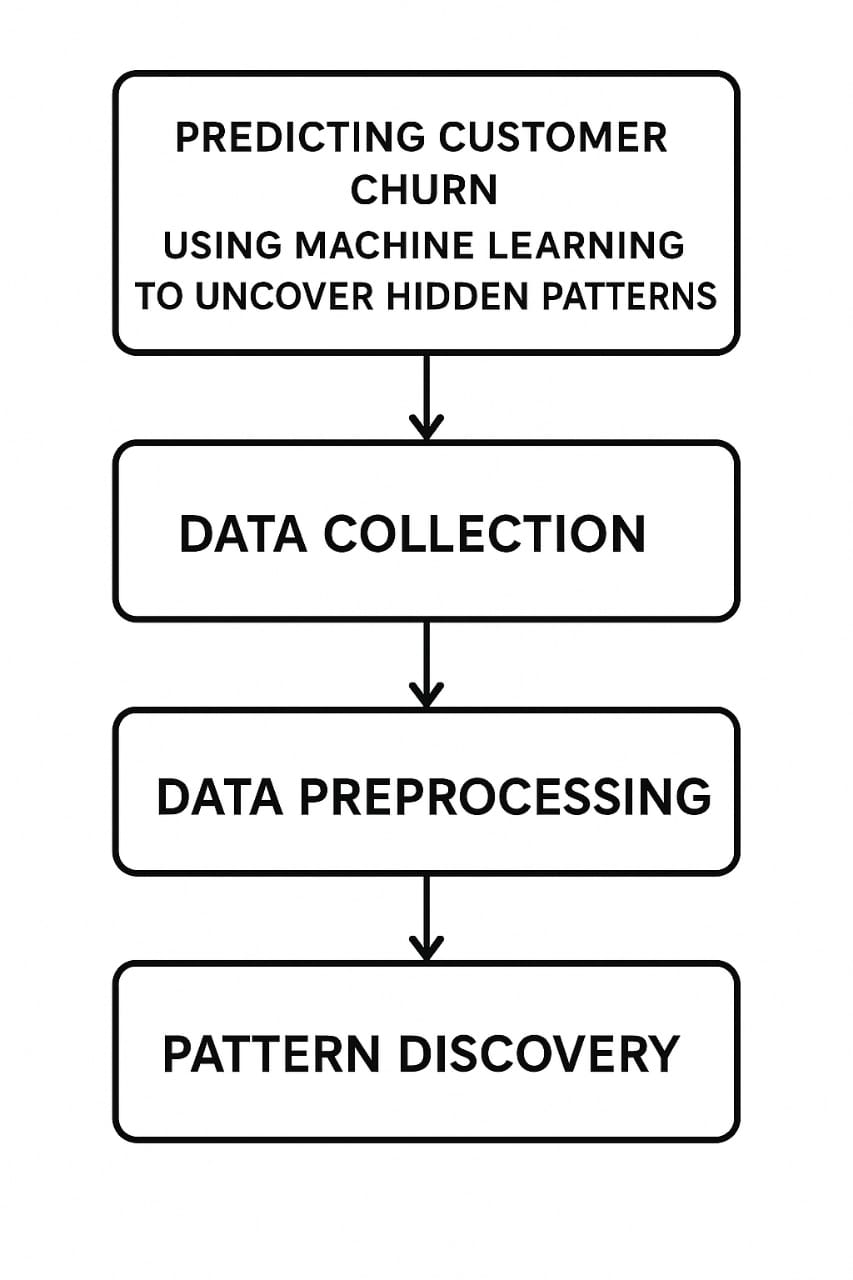 PREDICTING CUSTOMER
CHURN
USING MACHINE LEARNING
TO UNCOVER HIDDEN PATTERNS
DATA COLLECTION
DATA PREPROCESSING
PATTERN DISCOVERY